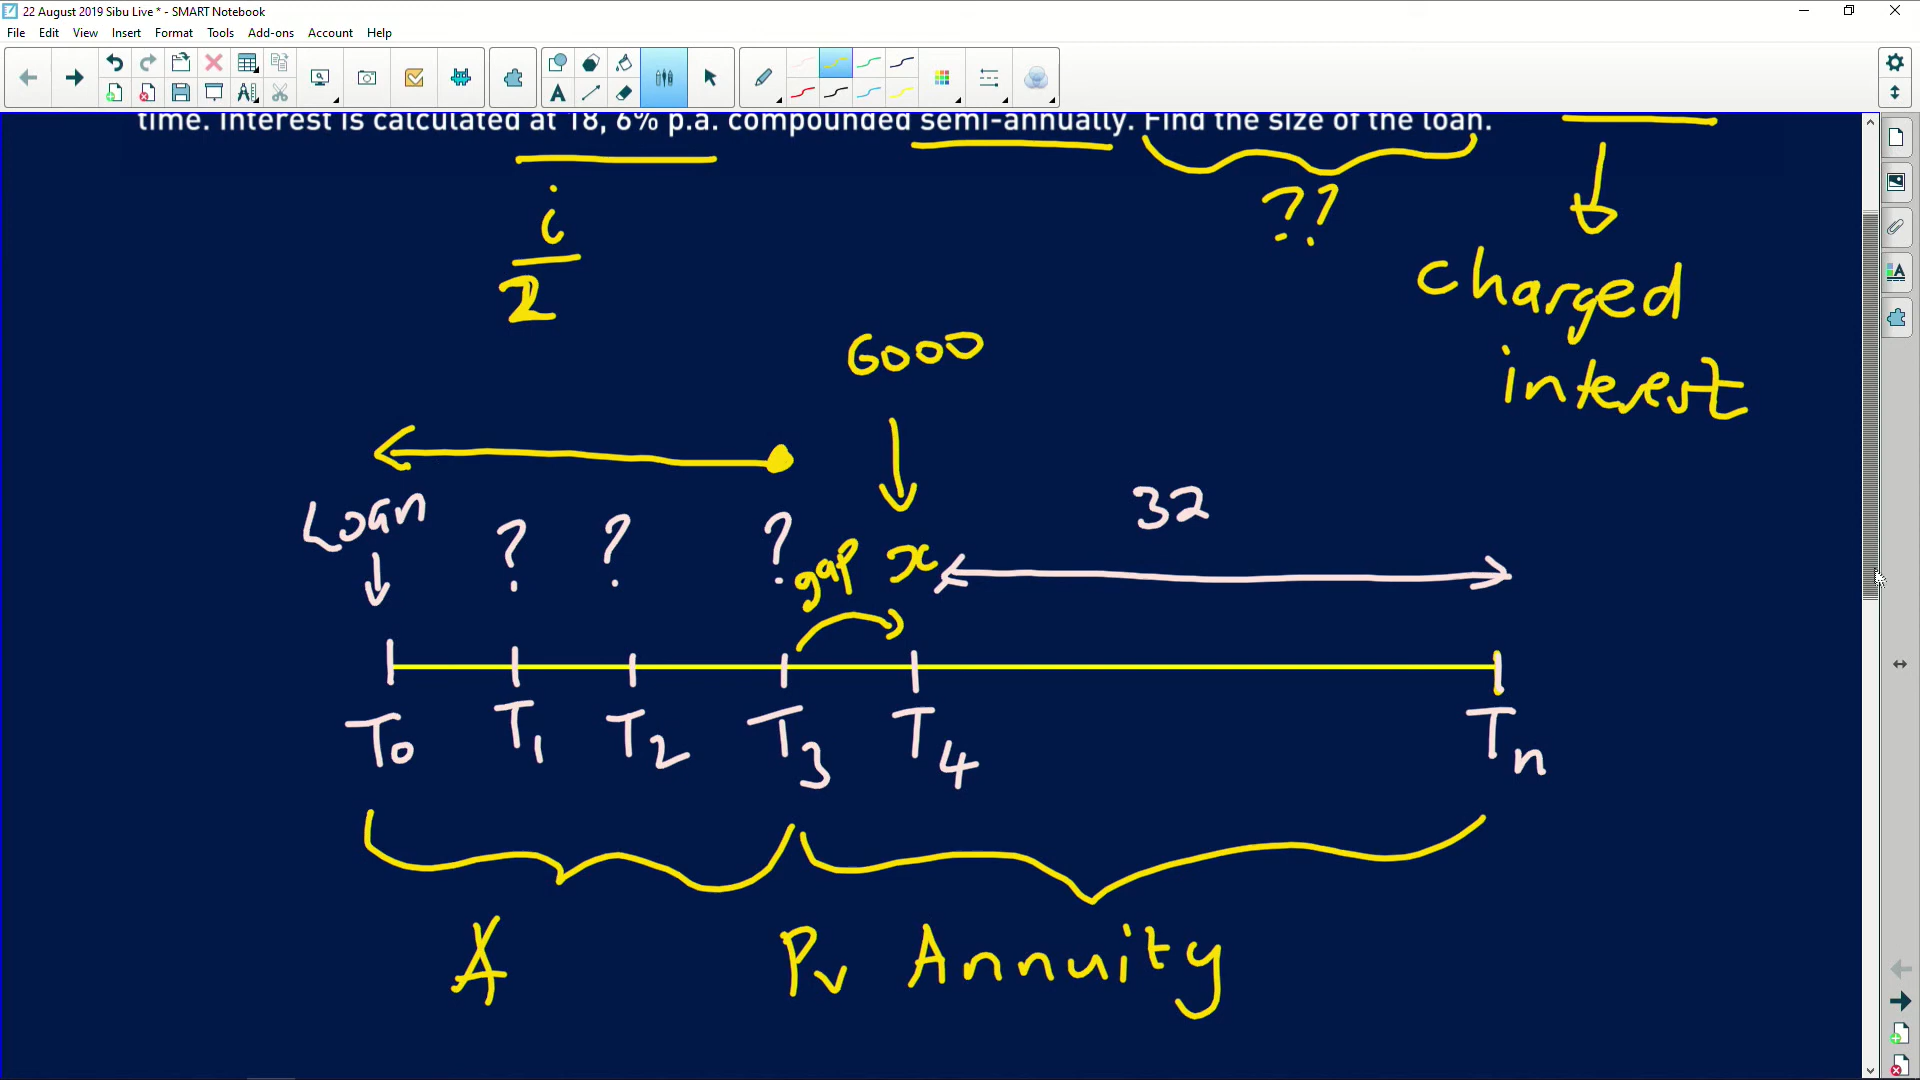 22 August 2019 Sibu Live * - SMART Notebook
File Edit View Insert Format Tools Add-ons Account Help
time. Interest is calculated at 18, 6% p.a. compounded semi-annually. Find the size of the loan.
i
2
??
charged
interest
6000
Loan ? ? ? gap x 32
T0 T1 T2 T3 T4 Tn
A Pv Annuity